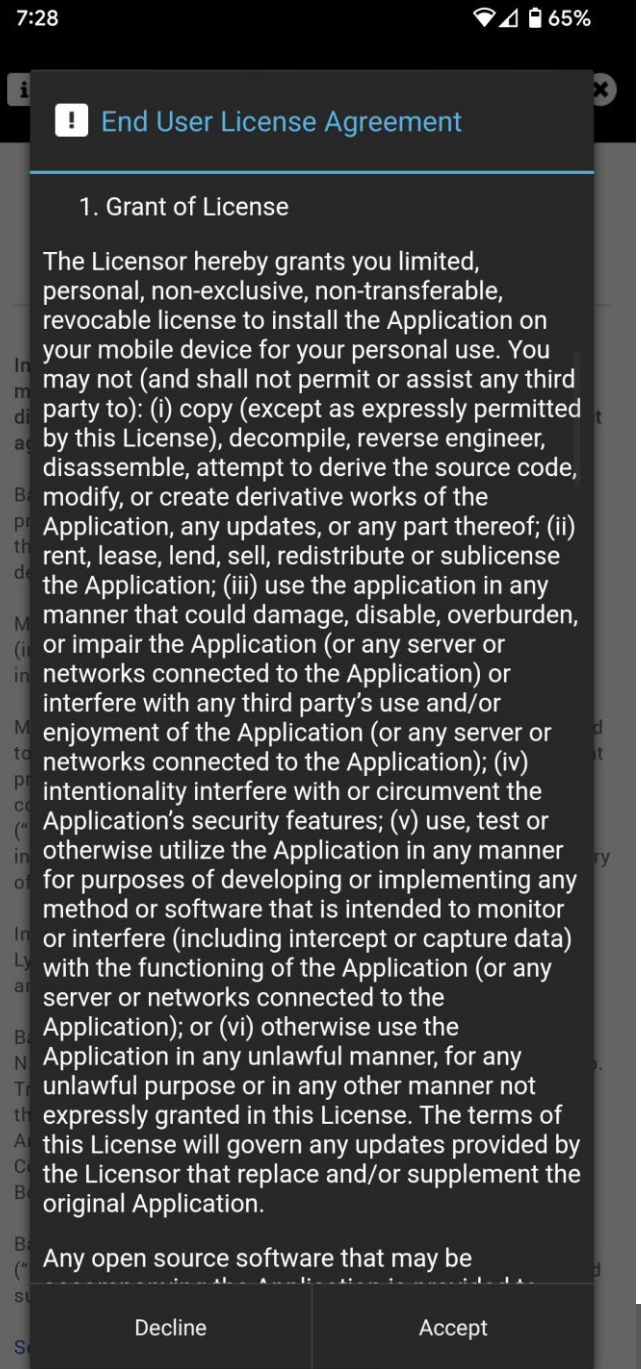 7:28
65%
End User License Agreement
1. Grant of License
The Licensor hereby grants you limited,
personal, non-exclusive, non-transferable,
revocable license to install the Application on
your mobile device for your personal use. You
may not (and shall not permit or assist any third
party to): (i) copy (except as expressly permitted
by this License), decompile, reverse engineer,
disassemble, attempt to derive the source code,
modify, or create derivative works of the
Application, any updates, or any part thereof; (ii)
rent, lease, lend, sell, redistribute or sublicense
the Application; (iii) use the application in any
manner that could damage, disable, overburden,
or impair the Application (or any server or
networks connected to the Application) or
interfere with any third party’s use and/or
enjoyment of the Application (or any server or
networks connected to the Application); (iv)
intentionality interfere with or circumvent the
Application’s security features; (v) use, test or
otherwise utilize the Application in any manner
for purposes of developing or implementing any
method or software that is intended to monitor
or interfere (including intercept or capture data)
with the functioning of the Application (or any
server or networks connected to the
Application); or (vi) otherwise use the
Application in any unlawful manner, for any
unlawful purpose or in any other manner not
expressly granted in this License. The terms of
this License will govern any updates provided by
the Licensor that replace and/or supplement the
original Application.
Any open source software that may be
accompanying the Application is provided to
Decline
Accept